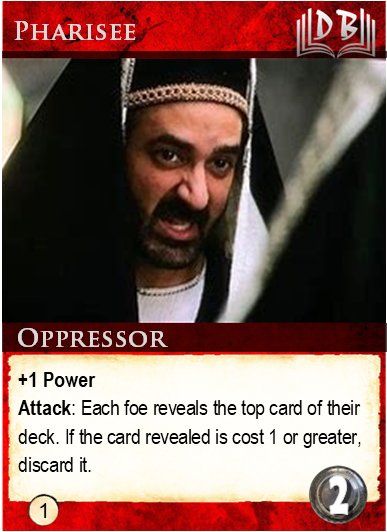 PHARISEE
DB
OPPRESSOR
+1 Power
Attack: Each foe reveals the top card of their
deck. If the card revealed is cost 1 or greater,
discard it.
1
2